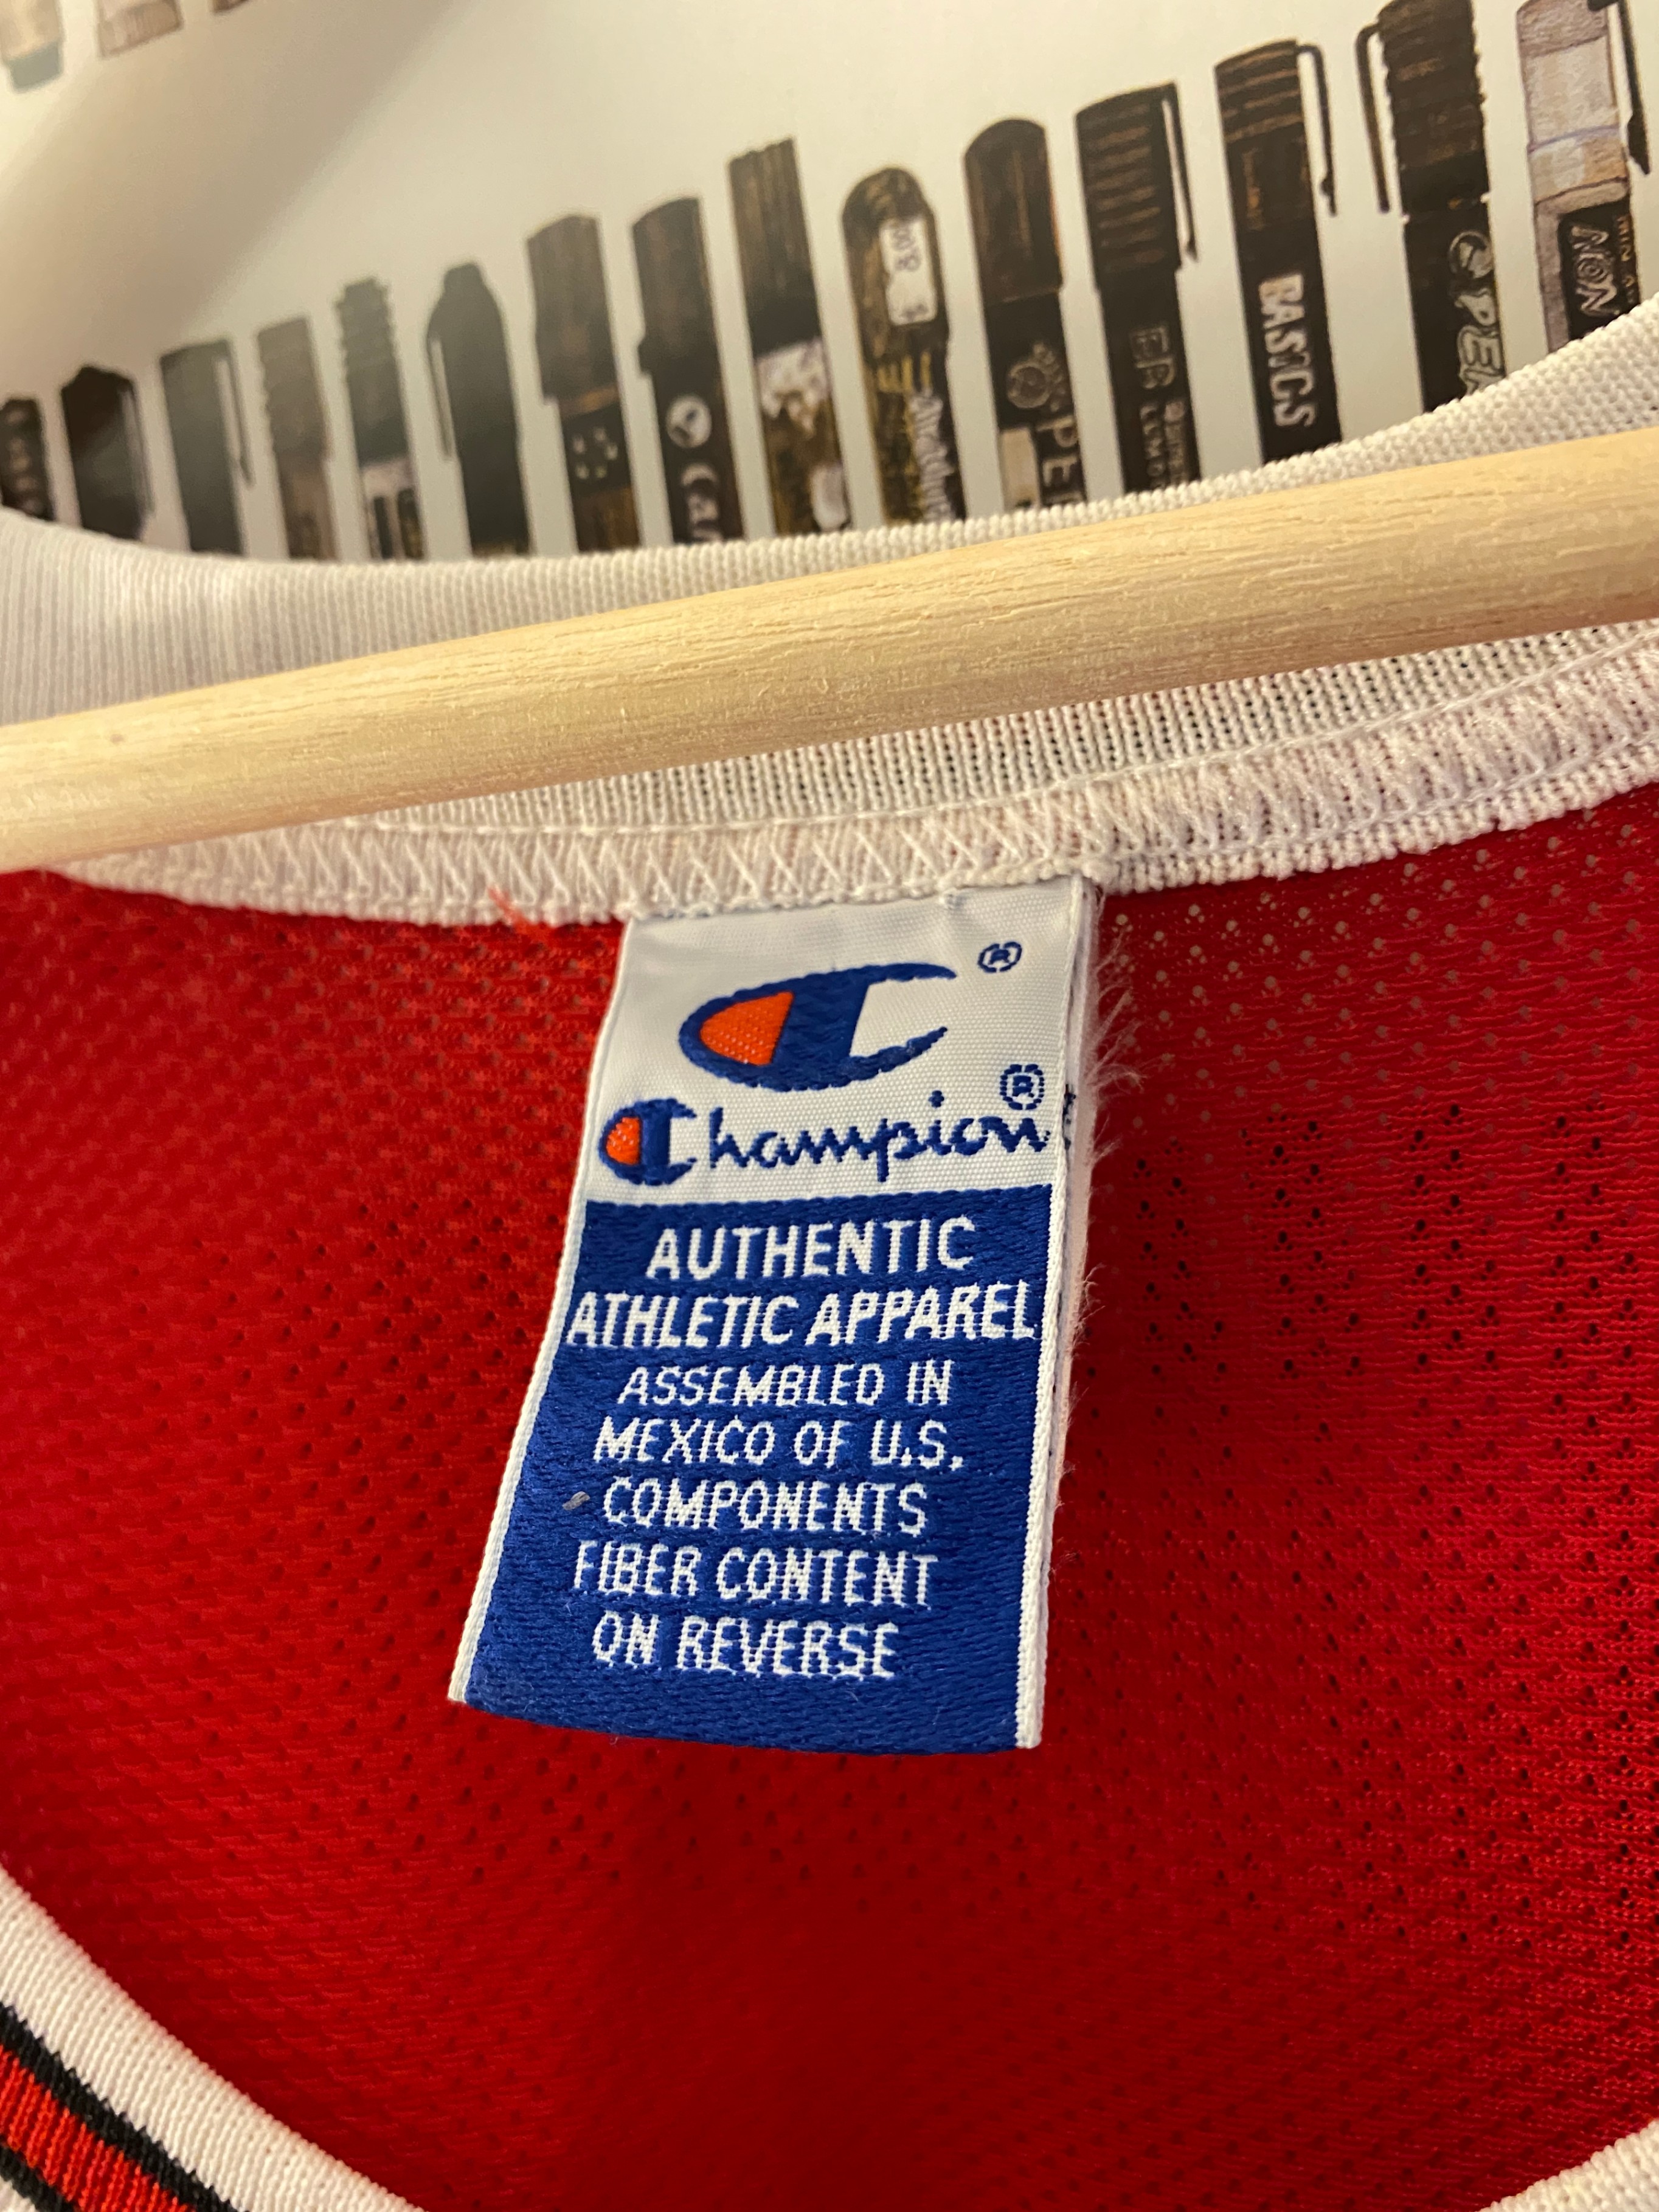 BASICS
®
Champion®
AUTHENTIC
ATHLETIC APPAREL
ASSEMBLED IN
MEXICO OF U.S.
COMPONENTS
FIBER CONTENT
ON REVERSE